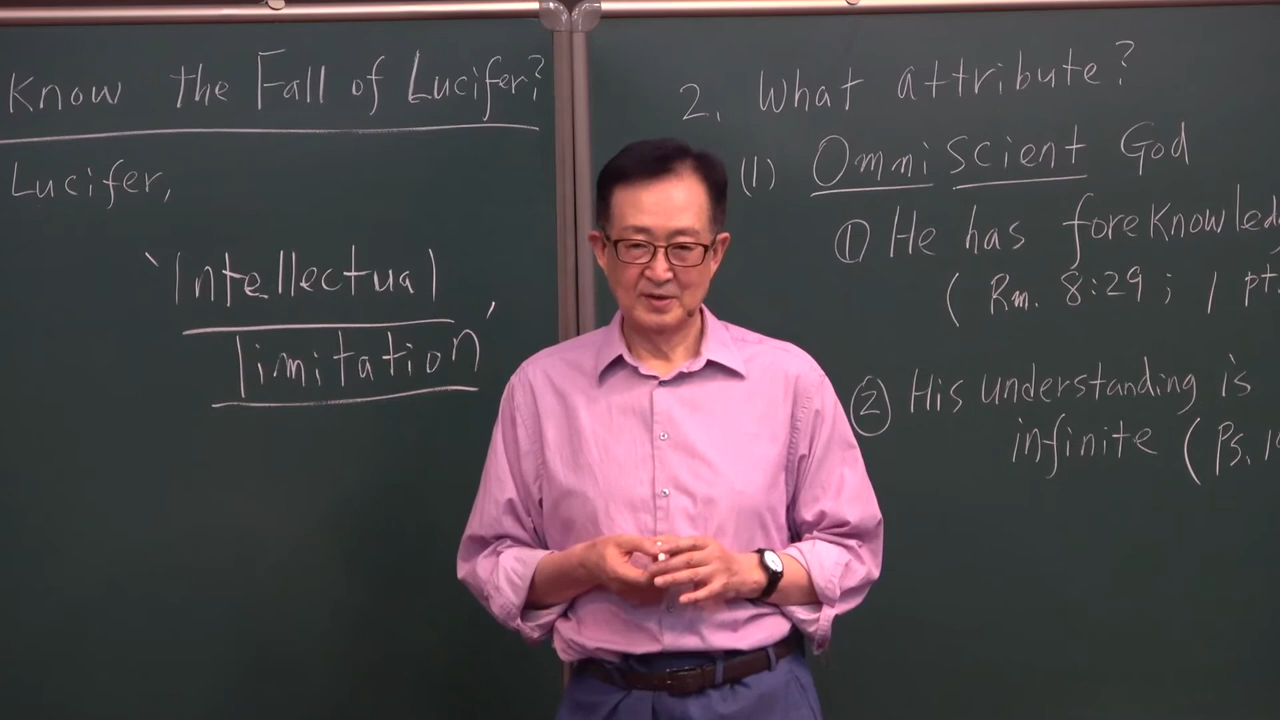 Know the Fall of Lucifer?
Lucifer,
'Intellectual
limitation'
2. What attribute?
(1) Omniscient God
① He has foreknowled
( Rm. 8:29 ; 1 pt.
② His understanding is
infinite (Ps. 1